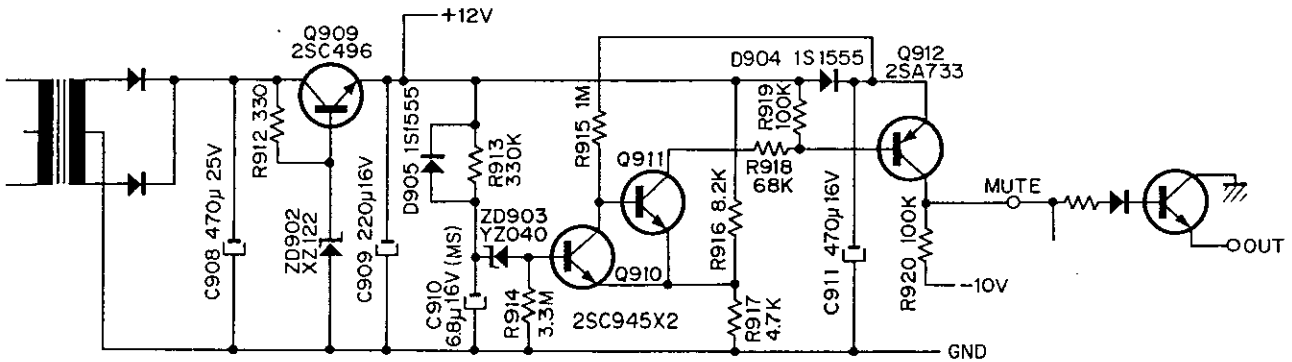 +12V
Q909
2SC496
D904 1S1555
Q912
2SA733
R912 330
D905 1S1555
R913
330K
R915 1M
R919
100K
Q911
R918
68K
MUTE
C908 470μ 25V
ZD902
XZ122
C909 220μ16V
ZD903
YZ040
R916 8.2K
Q910
C910
6.8μ16V(MS)
R914
3.3M
2SC945X2
R917
4.7K
C911 470μ16V
R920 100K
OUT
-10V
GND